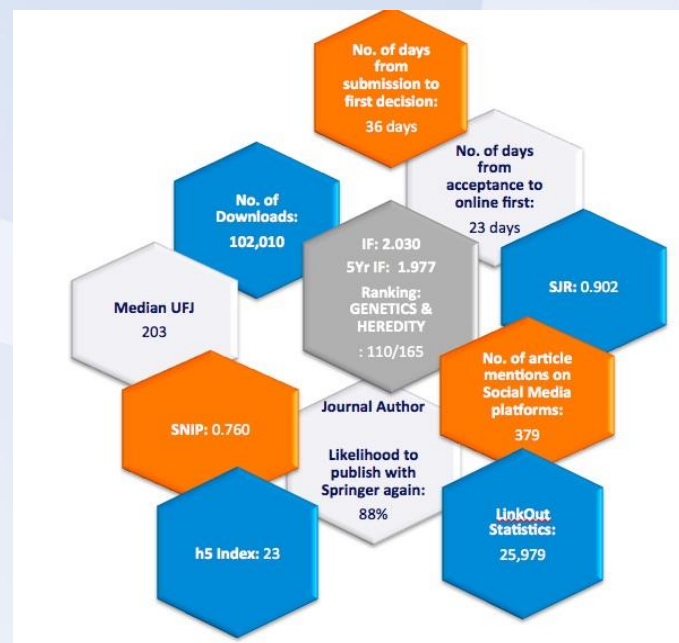 No. of days
from
submission to
first decision:
36 days
No. of days
from
acceptance to
online first:
23 days
No. of
Downloads:
102,010
IF: 2.030
5Yr IF: 1.977
Ranking:
GENETICS &
HEREDITY
: 110/165
SJR: 0.902
Median UFJ
203
No. of article
mentions on
Social Media
platforms:
379
SNIP: 0.760
Journal Author
Likelihood to
publish with
Springer again:
88%
h5 Index: 23
LinkOut
Statistics:
25,979